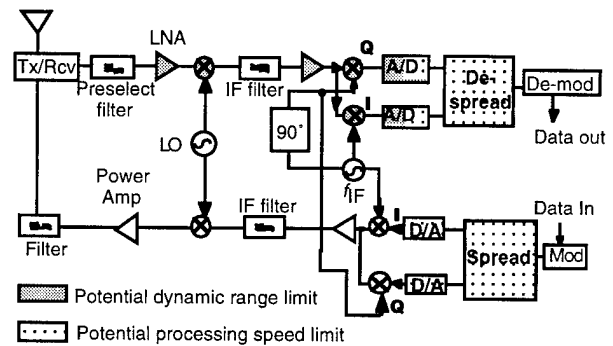 LNA
Q
Tx/Rcv
A/D
De-spread
De-mod
Preselect filter
IF filter
I
A/D
Data out
90°
LO
fIF
Power Amp
IF filter
I
D/A
Data In
Filter
Spread
Mod
D/A
Q
Potential dynamic range limit
Potential processing speed limit